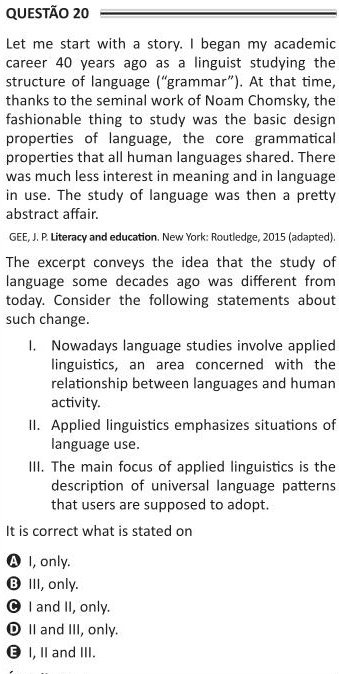 QUESTÃO 20
Let me start with a story. I began my academic
career 40 years ago as a linguist studying the
structure of language (“grammar”). At that time,
thanks to the seminal work of Noam Chomsky, the
fashionable thing to study was the basic design
properties of language, the core grammatical
properties that all human languages shared. There
was much less interest in meaning and in language
in use. The study of language was then a pretty
abstract affair.
GEE, J. P. Literacy and education. New York: Routledge, 2015 (adapted).
The excerpt conveys the idea that the study of
language some decades ago was different from
today. Consider the following statements about
such change.
I. Nowadays language studies involve applied
linguistics, an area concerned with the
relationship between languages and human
activity.
II. Applied linguistics emphasizes situations of
language use.
III. The main focus of applied linguistics is the
description of universal language patterns
that users are supposed to adopt.
It is correct what is stated on
A I, only.
B III, only.
C I and II, only.
D II and III, only.
E I, II and III.